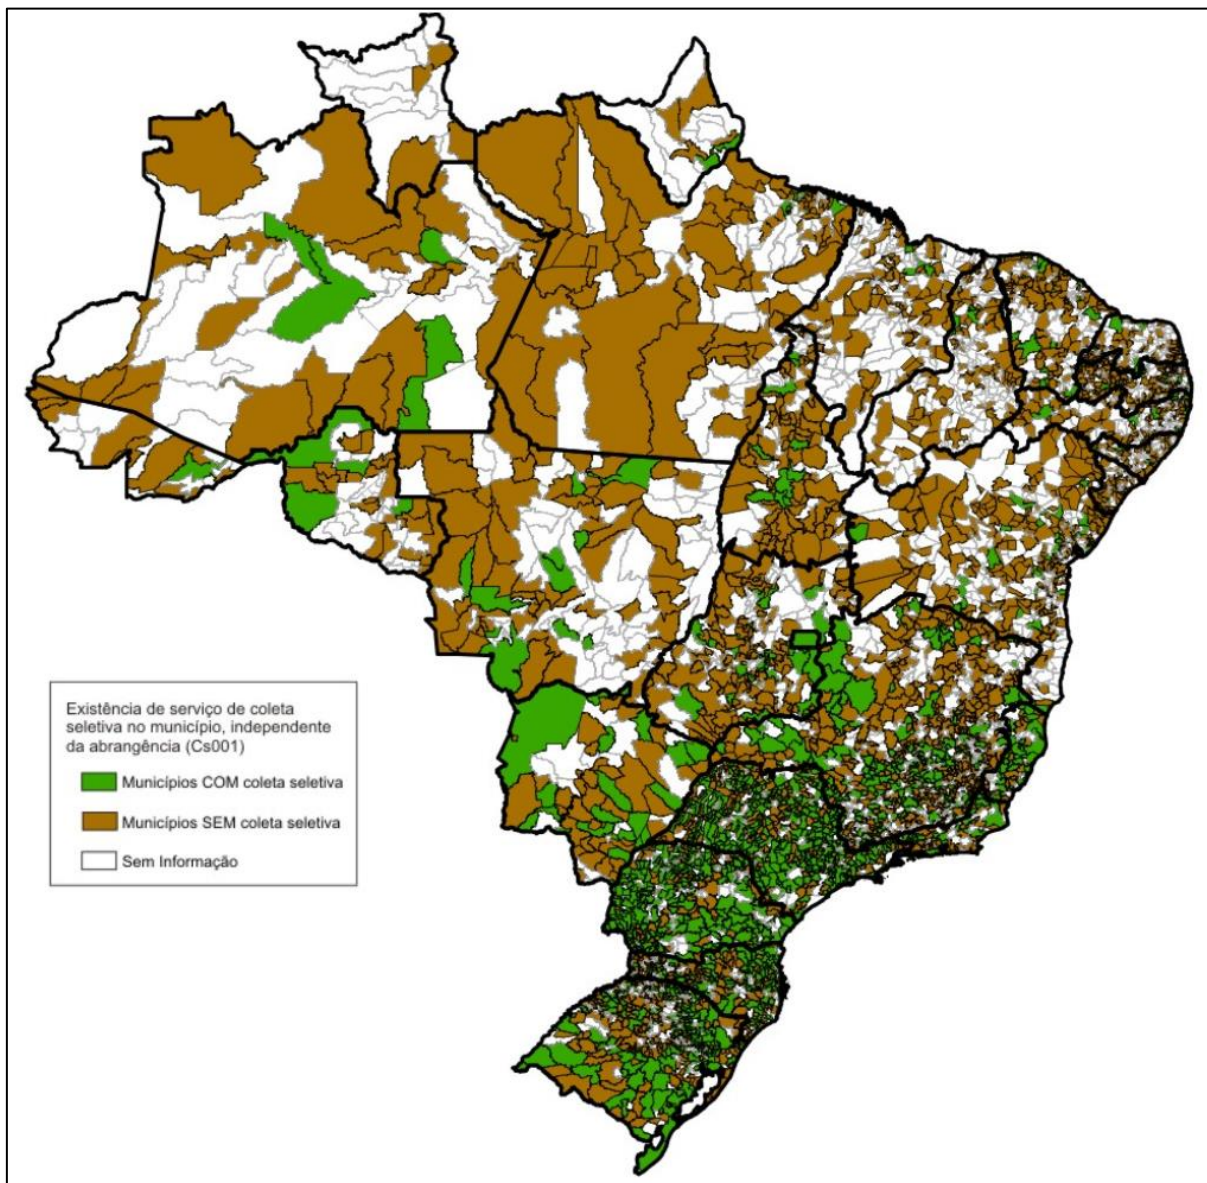 Existência de serviço de coleta
seletiva no município, independente
da abrangência (Cs001)
Municípios COM coleta seletiva
Municípios SEM coleta seletiva
Sem Informação